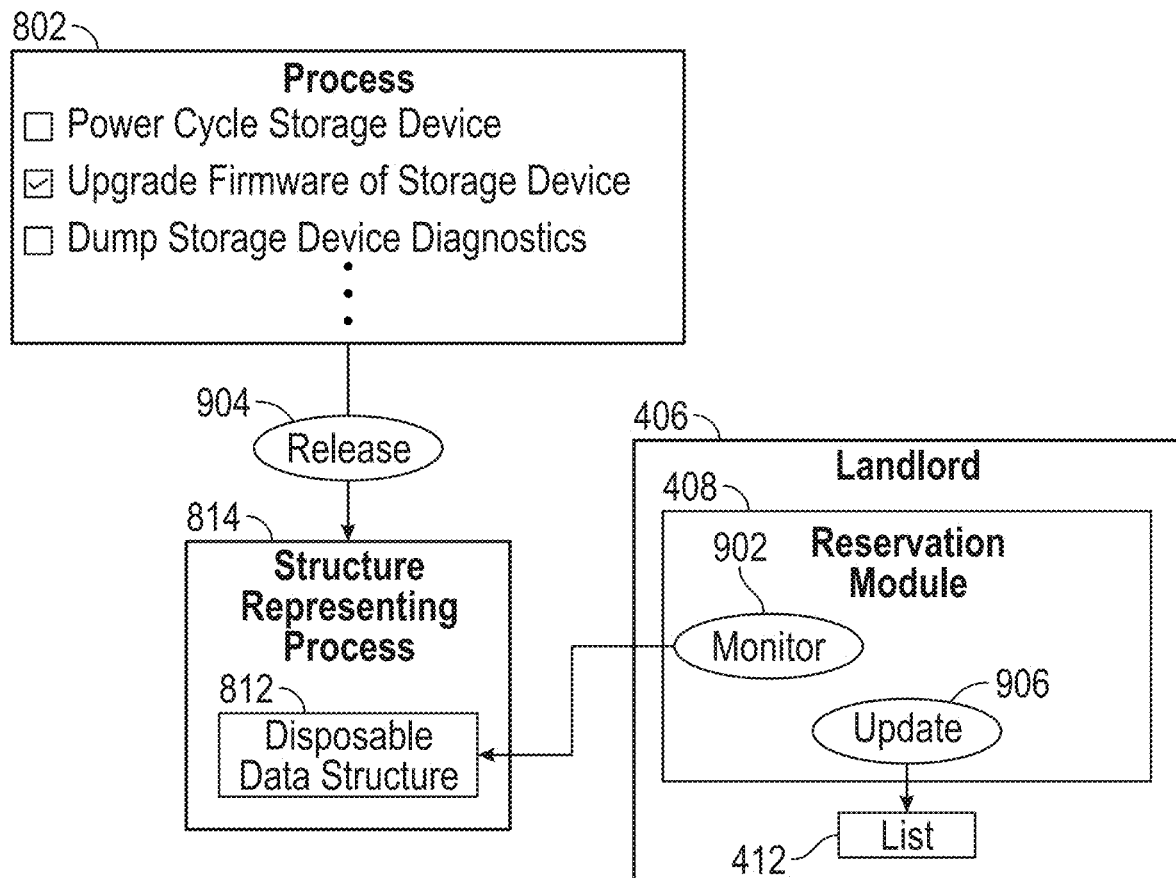 802
Process
Power Cycle Storage Device
Upgrade Firmware of Storage Device
Dump Storage Device Diagnostics
904
Release
814
Structure
Representing
Process
812
Disposable
Data Structure
406
Landlord
408
Reservation
Module
902
Monitor
906
Update
List
412